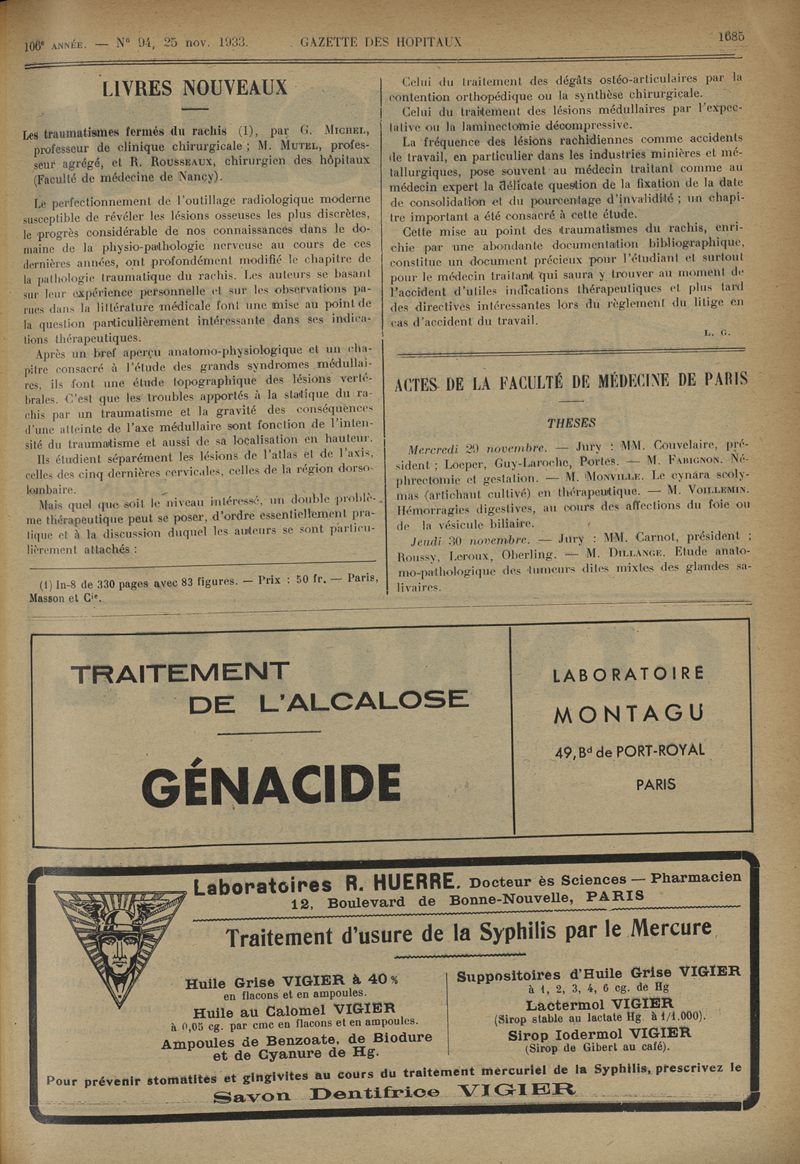 106e ANNÉE. — N° 94, 25 nov. 1933. GAZETTE DES HOPITAUX 1685
LIVRES NOUVEAUX
Les traumatismes fermés du rachis (1), par G. MICHEL,
professeur de clinique chirurgicale ; M. MUTEL, profes-
seur agrégé, et R. ROUSSEAUX, chirurgien des hôpitaux
(Faculté de médecine de Nancy).
Le perfectionnement de l'outillage radiologique moderne
susceptible de révéler les lésions osseuses les plus discrètes,
le progrès considérable de nos connaissances dans le do-
maine de la physio-pathologie nerveuse au cours de ces
dernières années, ont profondément modifié le chapitre de
la pathologie traumatique du rachis. Les auteurs se basant
sur leur expérience personnelle et sur les observations pa-
rues dans la littérature médicale font une mise au point de
la question particulièrement intéressante dans ses indica-
tions thérapeutiques.
Après un bref aperçu anatomo-physiologique et un cha-
pitre consacré à l'étude des grands syndromes médullai-
res, ils font une étude topographique des lésions verté-
brales. C'est que les troubles apportés à la statique du ra-
chis par un traumatisme et la gravité des conséquences
d'une atteinte de l'axe médullaire sont fonction de l'inten-
sité du traumatisme et aussi de sa localisation en hauteur.
Ils étudient séparément les lésions de l'atlas et de l'axis,
celles des cinq dernières cervicales, celles de la région dorso-
lombaire.
Mais quel que soit le niveau intéressé, un double problè-
me thérapeutique peut se poser, d'ordre essentiellement pra-
tique et à la discussion duquel les auteurs se sont particu-
lièrement attachés :
(1) In-8 de 330 pages avec 83 figures. — Prix : 50 fr. — Paris,
Masson et Cie.
Celui du traitement des dégâts ostéo-articulaires par la
contention orthopédique ou la synthèse chirurgicale.
Celui du traitement des lésions médullaires par l'expec-
tative ou la laminectomie décompressive.
La fréquence des lésions rachidiennes comme accidents
de travail, en particulier dans les industries minières et mé-
tallurgiques, pose souvent au médecin traitant comme au
médecin expert la délicate question de la fixation de la date
de consolidation et du pourcentage d'invalidité ; un chapi-
tre important a été consacré à cette étude.
Cette mise au point des traumatismes du rachis, enri-
chie par une abondante documentation bibliographique,
constitue un document précieux pour l'étudiant et surtout
pour le médecin traitant qui saura y trouver au moment de
l'accident d'utiles indications thérapeutiques et plus tard
des directives intéressantes lors du règlement du litige en
cas d'accident du travail.
L. G.
ACTES DE LA FACULTÉ DE MÉDECINE DE PARIS
THESES
Mercredi 29 novembre. — Jury : MM. Couvelaire, pré-
sident ; Loeper, Guy-Laroche, Portes. — M. FABIGNON. Né-
phrectomie et gestation. — M. MONVILLE. Le cynara scoly-
mas (artichaut cultivé) en thérapeutique. — M. VOILLEMIN.
Hémorragies digestives, au cours des affections du foie ou
de la vésicule biliaire.
Jeudi 30 novembre. — Jury : MM. Carnot, président ;
Roussy, Leroux, Oberling. — M. DILLANGE. Etude anato-
mo-pathologique des tumeurs dites mixtes des glandes sa-
livaires.
TRAITEMENT
DE L'ALCALOSE
GÉNACIDE
LABORATOIRE
MONTAGU
49, Bd de PORT-ROYAL
PARIS
Laboratoires R. HUERRE, Docteur ès Sciences — Pharmacien
12, Boulevard de Bonne-Nouvelle, PARIS
Traitement d'usure de la Syphilis par le Mercure
Huile Grise VIGIER à 40 %
en flacons et en ampoules.
Huile au Calomel VIGIER
à 0,05 cg. par cmc en flacons et en ampoules.
Ampoules de Benzoate, de Biodure
et de Cyanure de Hg.
Suppositoires d'Huile Grise VIGIER
à 1, 2, 3, 4, 6 cg. de Hg
Lactermol VIGIER
(Sirop stable au lactate Hg à 1/1.000).
Sirop Iodermol VIGIER
(Sirop de Gibert au café).
Pour prévenir stomatites et gingivites au cours du traitement mercuriel de la Syphilis, prescrivez le
Savon Dentifrice VIGIER